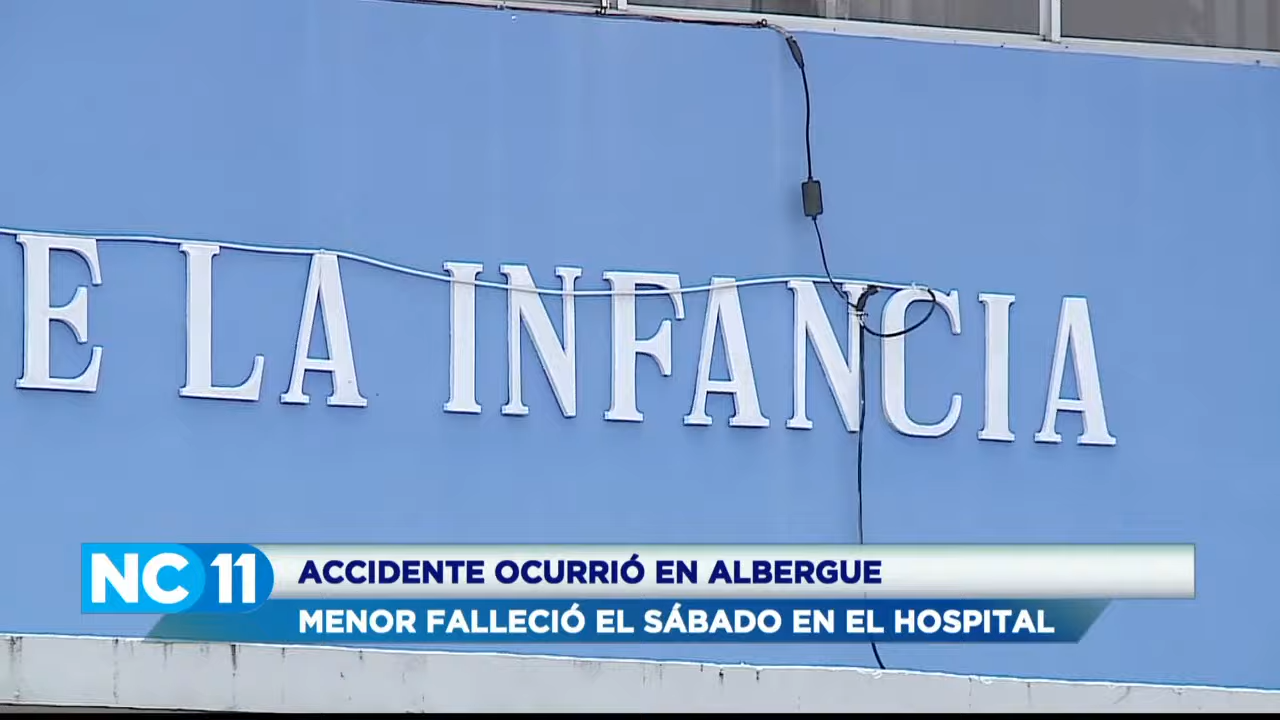 E LA INFANCIA
NC 11
ACCIDENTE OCURRIÓ EN ALBERGUE
MENOR FALLECIÓ EL SÁBADO EN EL HOSPITAL